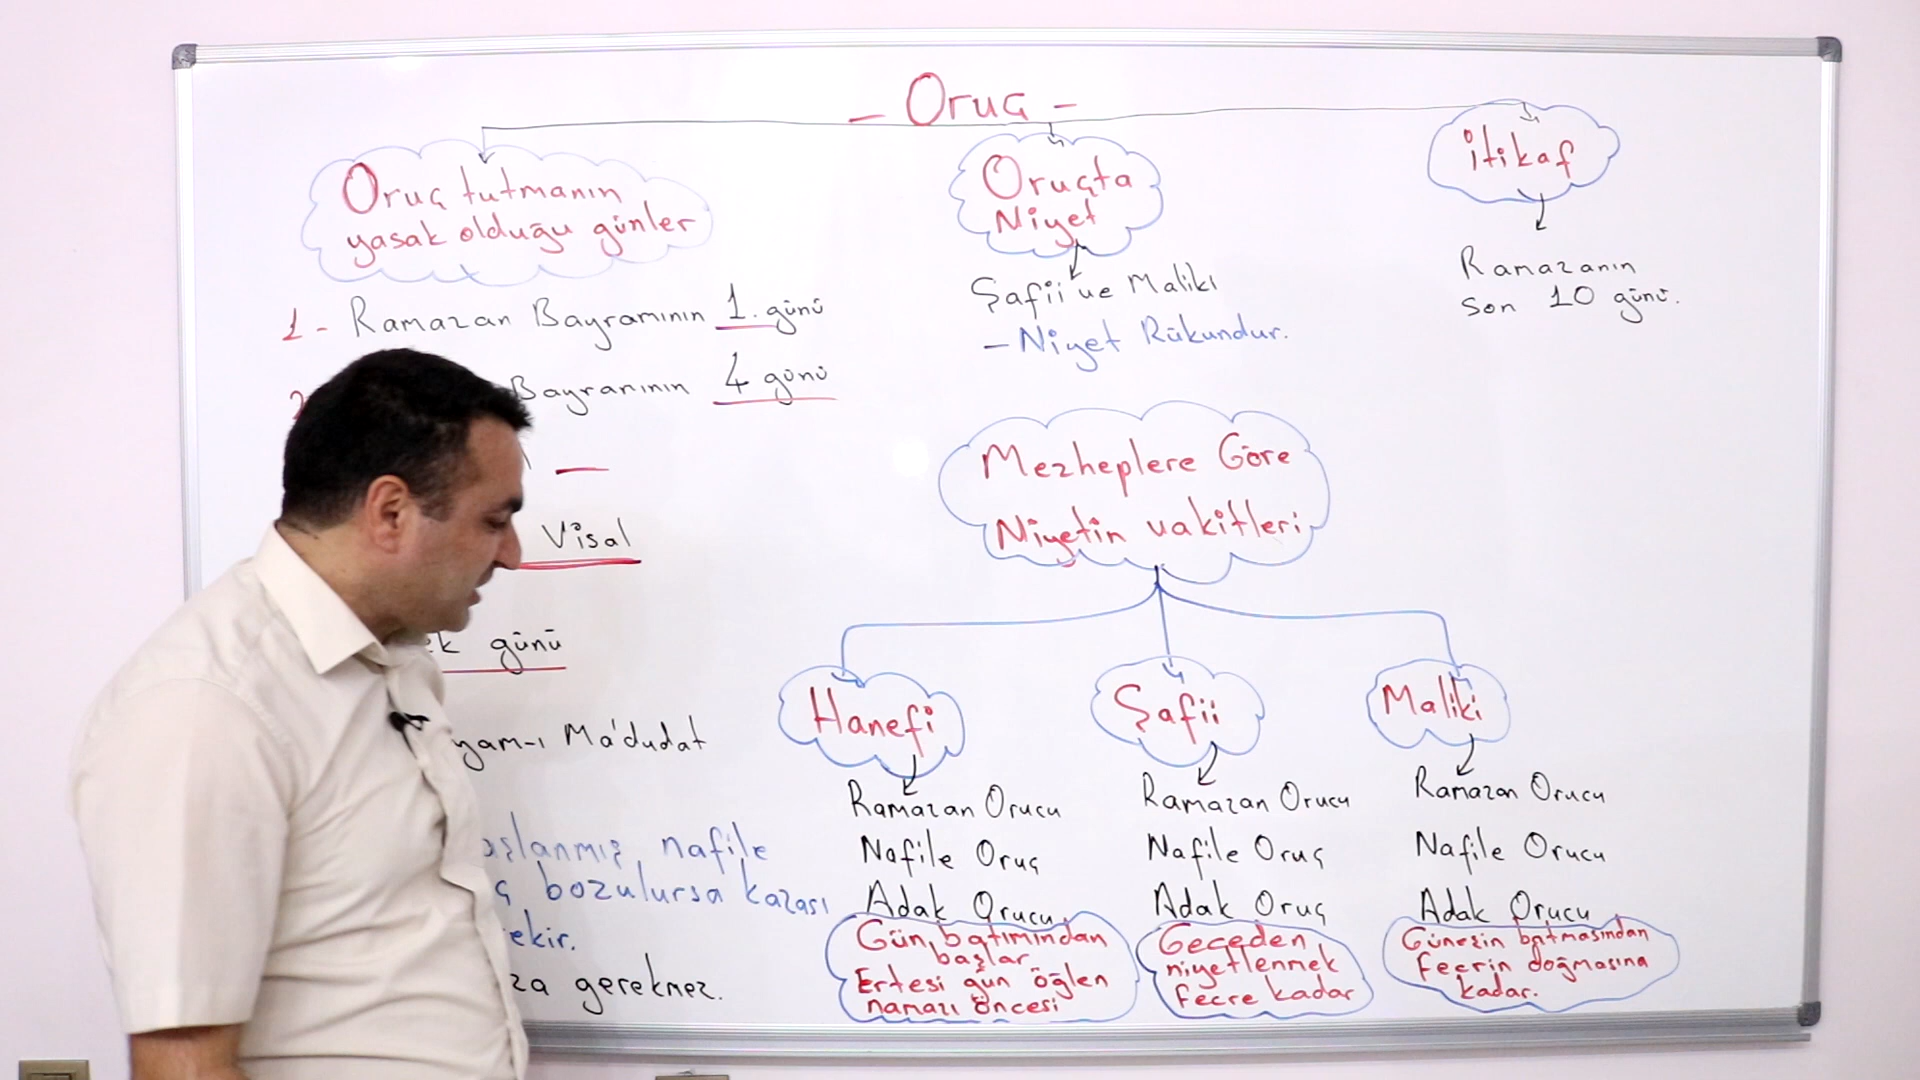 - Oruç -
Oruç tutmanın
yasak olduğu günler
1- Ramazan Bayramının 1. günü
2
Bayramının 4 günü
Visal
ek günü
yam-ı Ma'dudat
aşlanmış nafile
ç bozulursa kazası
ekir.
za gerekmez.
Oruçta
Niyet
Şafii ve Maliki
- Niyet Rükundur.
İtikaf
Ramazanın
son 10 günü.
Mezheplere Göre
Niyetin vakitleri
Hanefi
Ramazan Orucu
Nafile Oruç
Adak Orucu
Gün batımından
başlar
Ertesi gün öğlen
namazı öncesi
Şafii
Ramazan Orucu
Nafile Oruç
Adak Oruç
Geceden
niyetlenmek
fecre kadar
Maliki
Ramazan Orucu
Nafile Orucu
Adak Orucu
Güneşin batmasından
fecrin doğmasına
kadar.